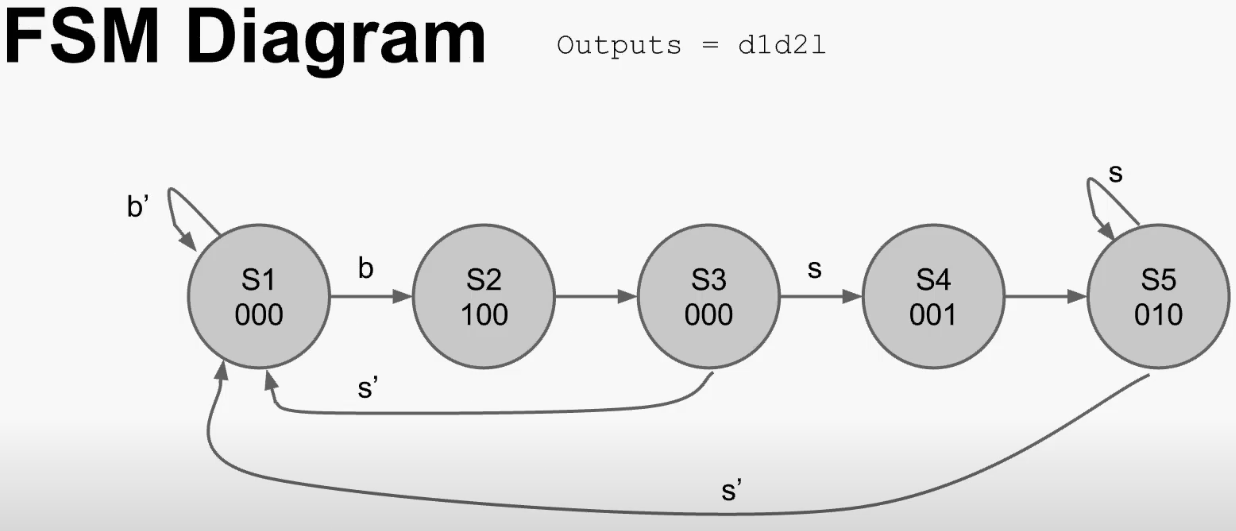 FSM Diagram
Outputs = d1d2l
b’
b
s
s
S1
000
S2
100
S3
000
S4
001
S5
010
s’
s’